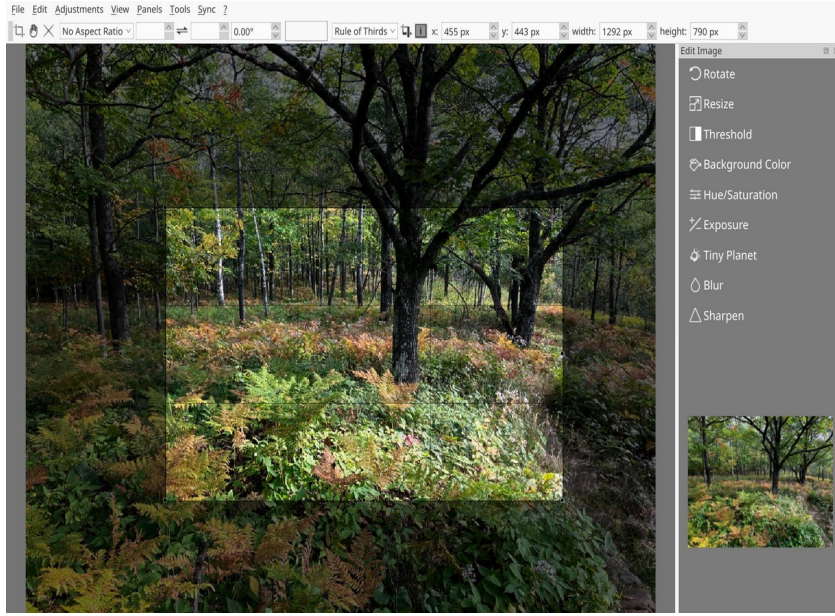 File Edit Adjustments View Panels Tools Sync ?
No Aspect Ratio 0.00° Rule of Thirds x: 455 px y: 443 px width: 1292 px height: 790 px
Edit Image
Rotate
Resize
Threshold
Background Color
Hue/Saturation
Exposure
Tiny Planet
Blur
Sharpen